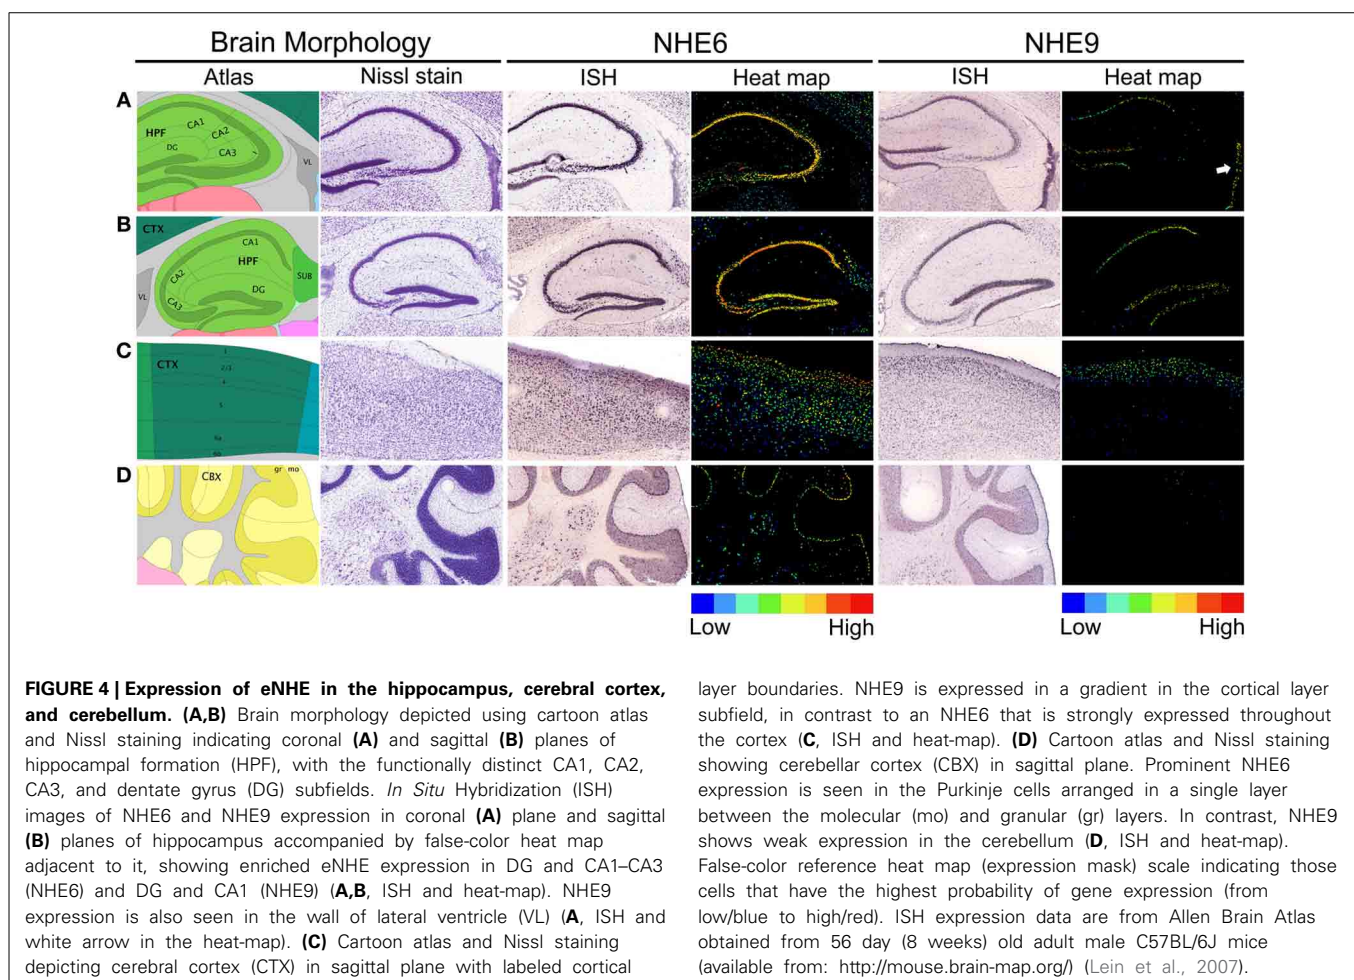 Brain Morphology
NHE6
NHE9
Atlas
Nissl stain
ISH
Heat map
ISH
Heat map
A
HPF
CA1
CA2
DG
CA3
VL
B
CTX
CA1
HPF
CA2
SUB
DG
VL
CA3
C
CTX
1
2/3
4
5
6a
6b
D
CBX
gr mo
Low
High
Low
High
FIGURE 4 | Expression of eNHE in the hippocampus, cerebral cortex,
and cerebellum. (A,B) Brain morphology depicted using cartoon atlas
and Nissl staining indicating coronal (A) and sagittal (B) planes of
hippocampal formation (HPF), with the functionally distinct CA1, CA2,
CA3, and dentate gyrus (DG) subfields. In Situ Hybridization (ISH)
images of NHE6 and NHE9 expression in coronal (A) plane and sagittal
(B) planes of hippocampus accompanied by false-color heat map
adjacent to it, showing enriched eNHE expression in DG and CA1–CA3
(NHE6) and DG and CA1 (NHE9) (A,B, ISH and heat-map). NHE9
expression is also seen in the wall of lateral ventricle (VL) (A, ISH and
white arrow in the heat-map). (C) Cartoon atlas and Nissl staining
depicting cerebral cortex (CTX) in sagittal plane with labeled cortical
layer boundaries. NHE9 is expressed in a gradient in the cortical layer
subfield, in contrast to an NHE6 that is strongly expressed throughout
the cortex (C, ISH and heat-map). (D) Cartoon atlas and Nissl staining
showing cerebellar cortex (CBX) in sagittal plane. Prominent NHE6
expression is seen in the Purkinje cells arranged in a single layer
between the molecular (mo) and granular (gr) layers. In contrast, NHE9
shows weak expression in the cerebellum (D, ISH and heat-map).
False-color reference heat map (expression mask) scale indicating those
cells that have the highest probability of gene expression (from
low/blue to high/red). ISH expression data are from Allen Brain Atlas
obtained from 56 day (8 weeks) old adult male C57BL/6J mice
(available from: http://mouse.brain-map.org/) (Lein et al., 2007).